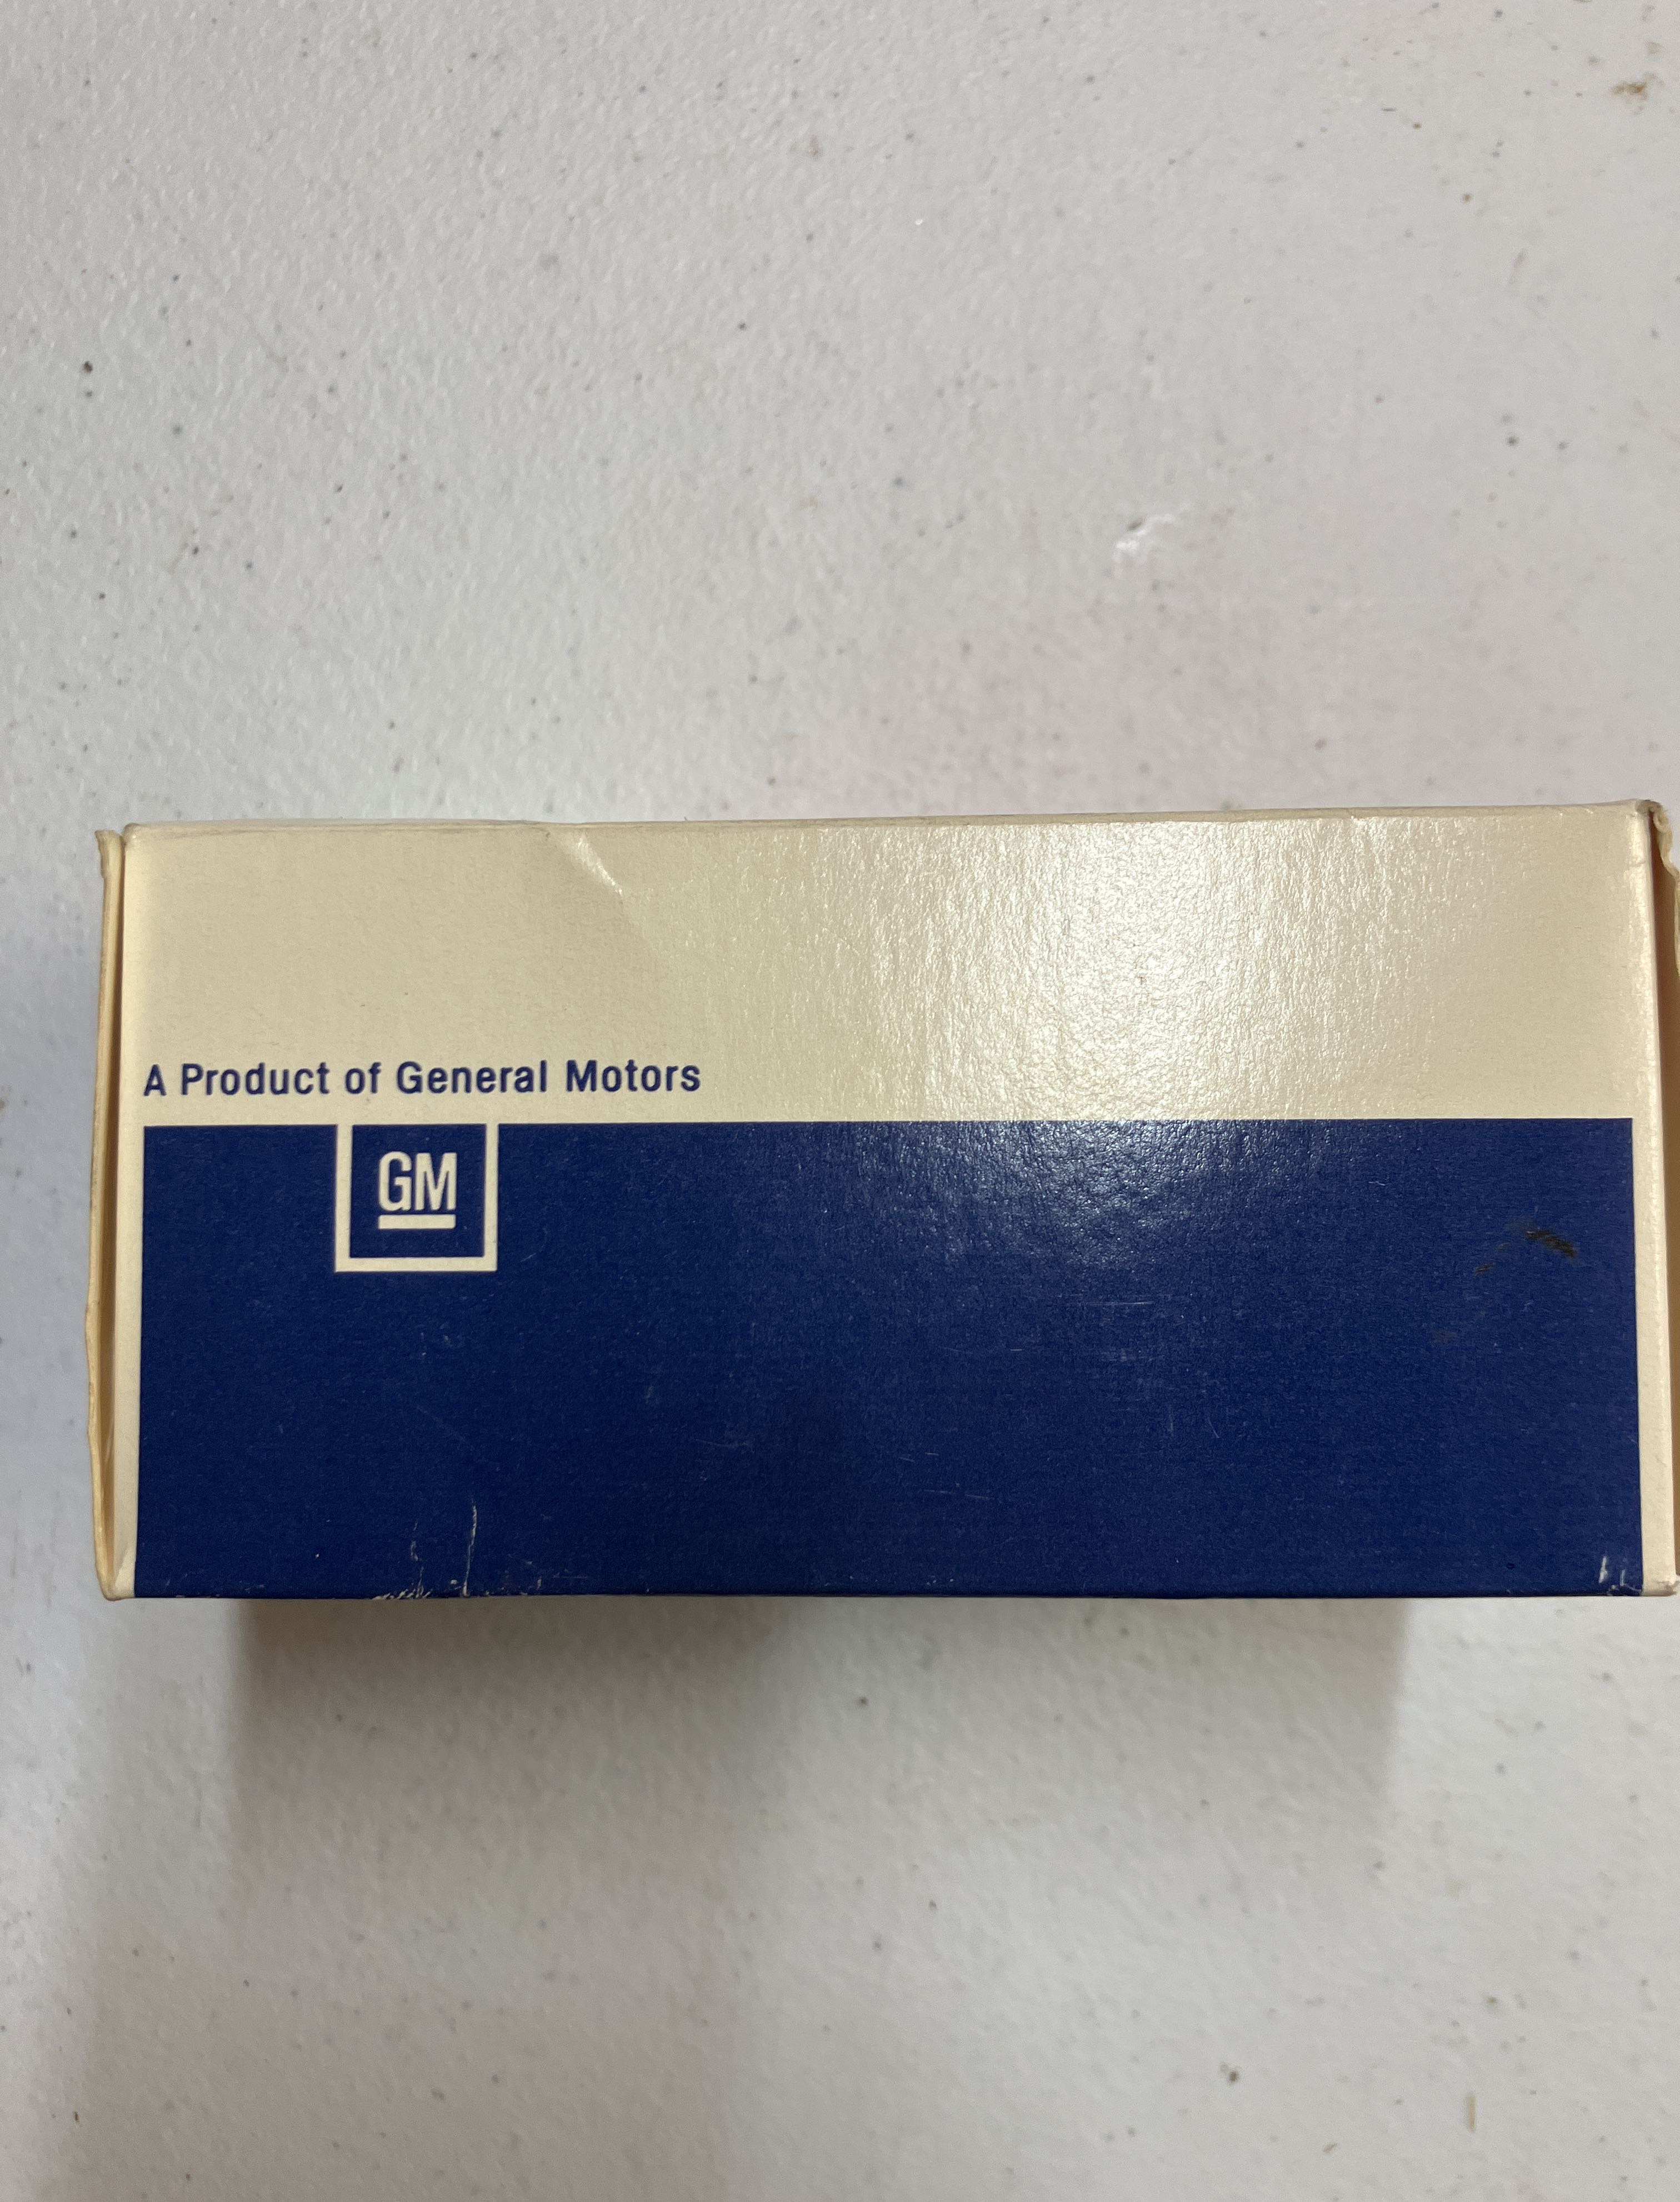 A Product of General Motors
GM